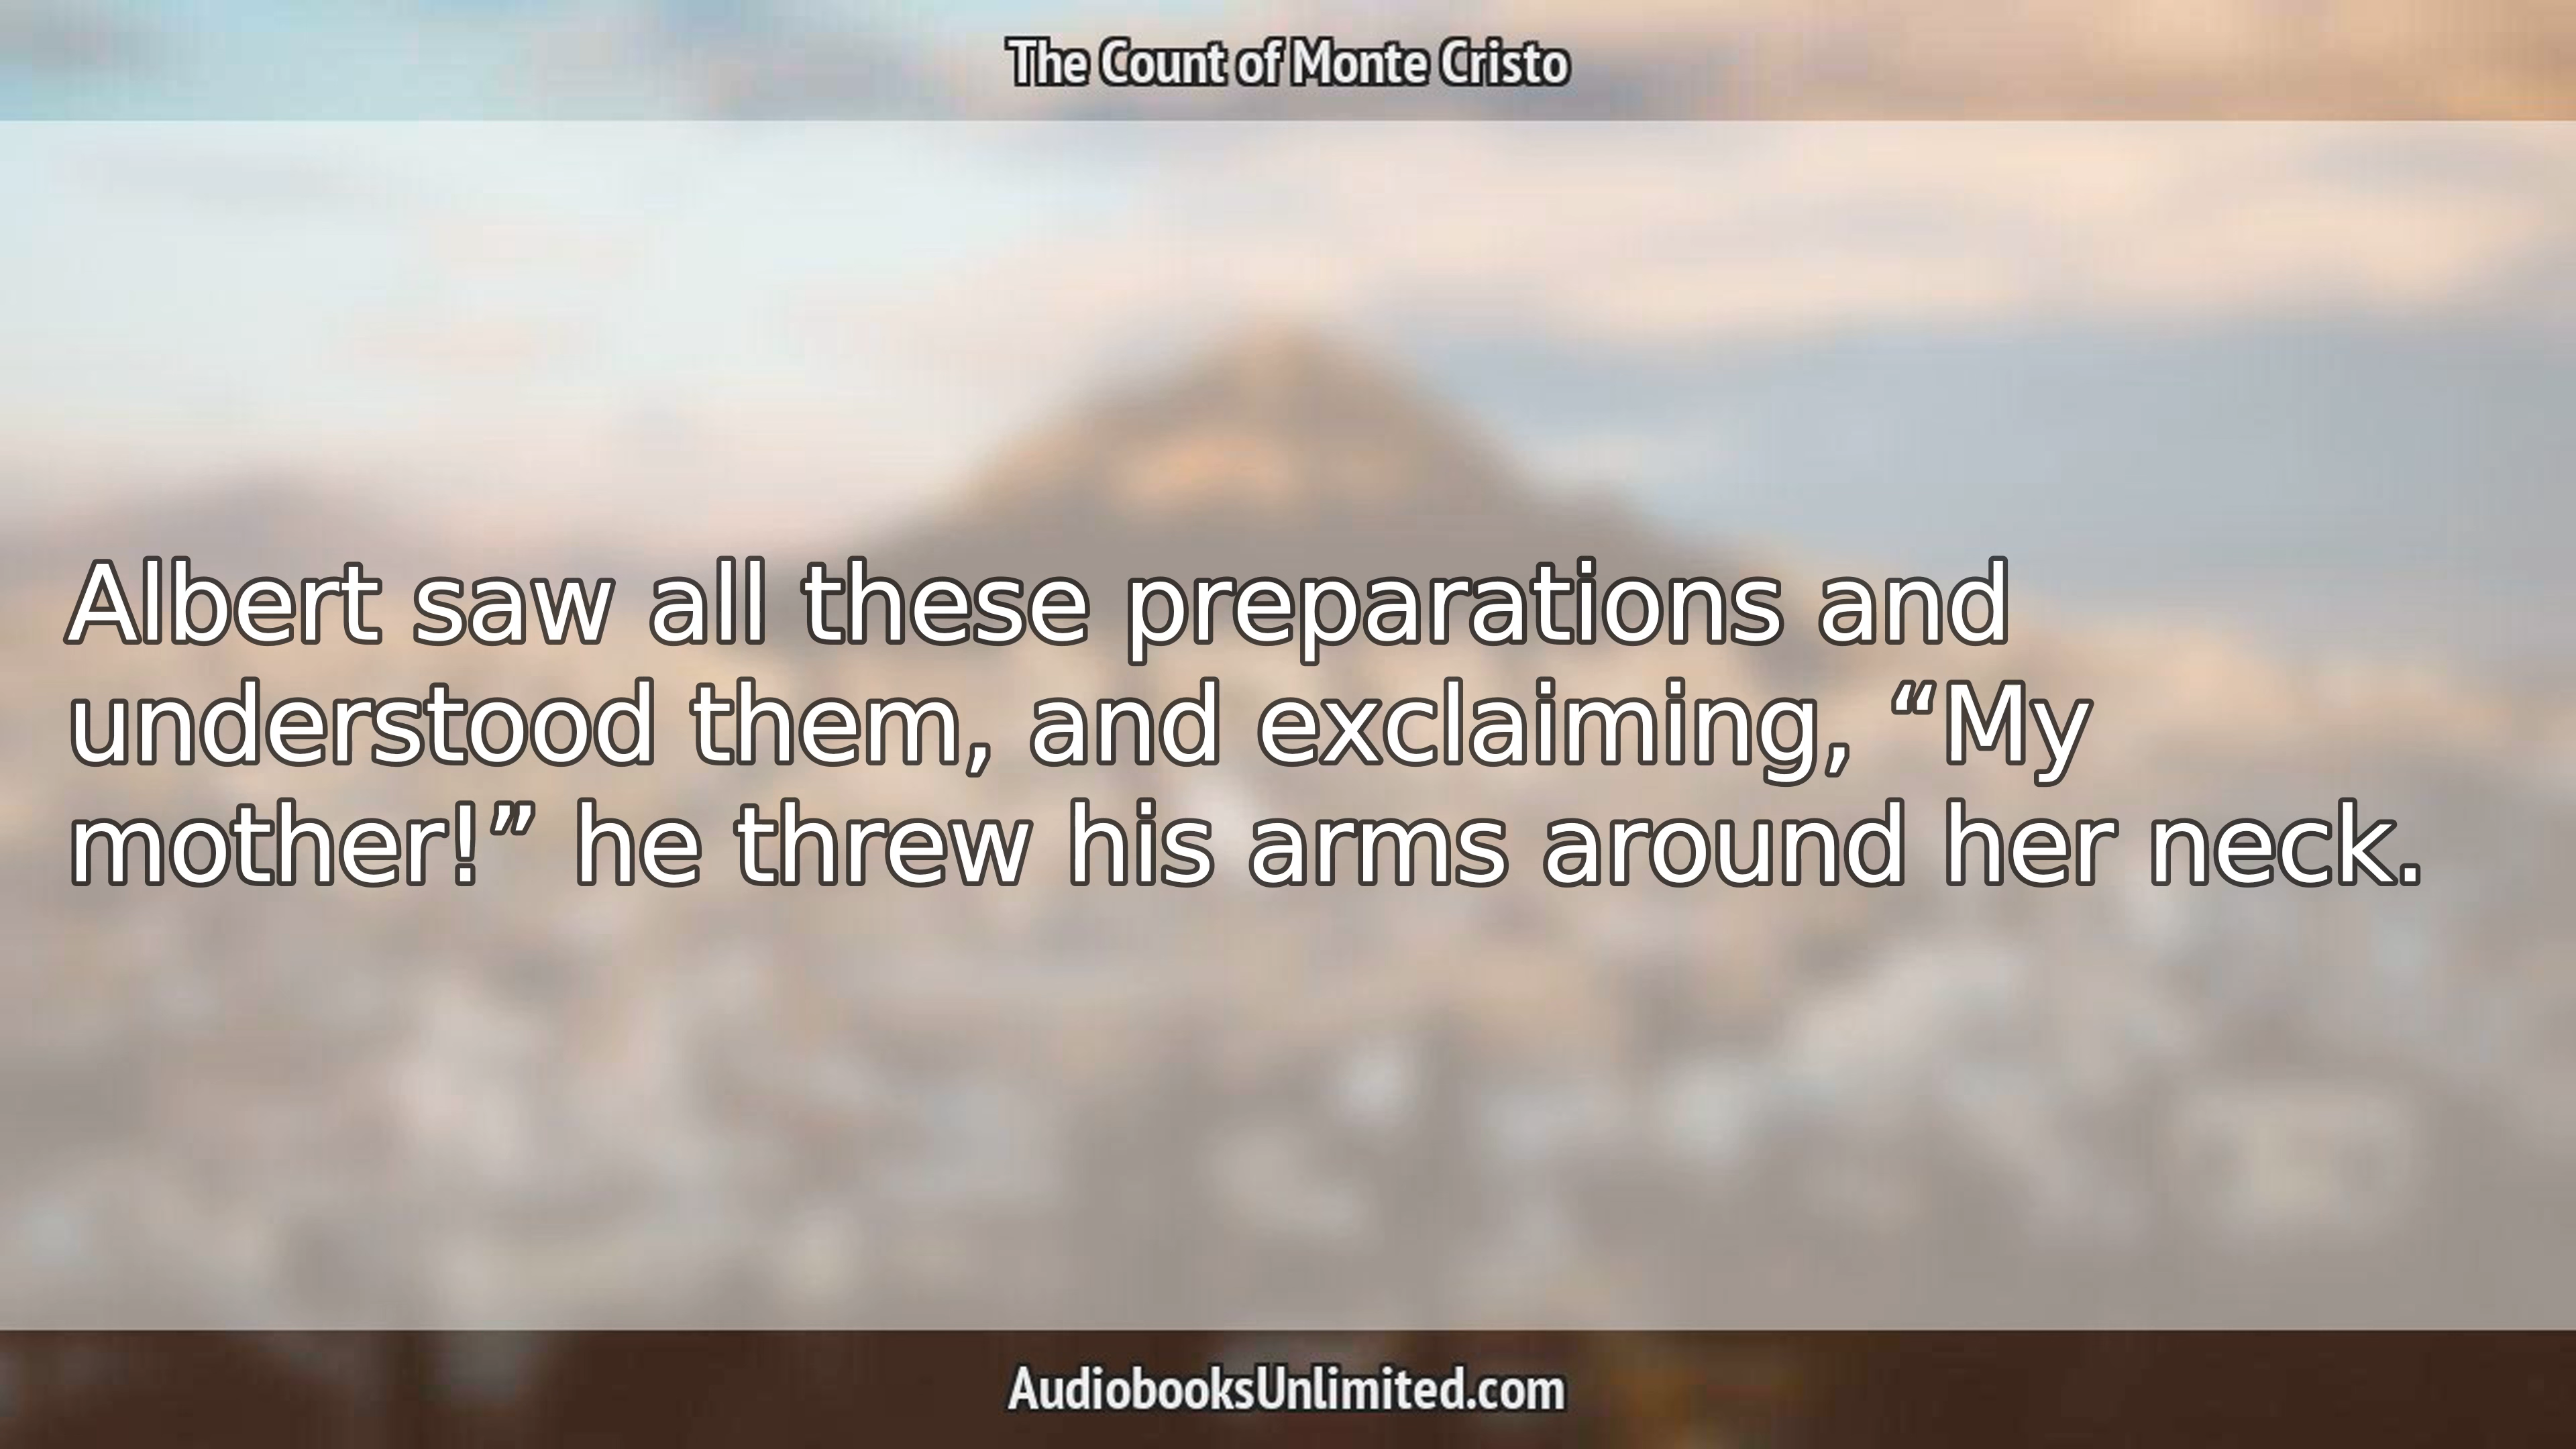 The Count of Monte Cristo
Albert saw all these preparations and
understood them, and exclaiming, “My
mother!” he threw his arms around her neck.
AudiobooksUnlimited.com